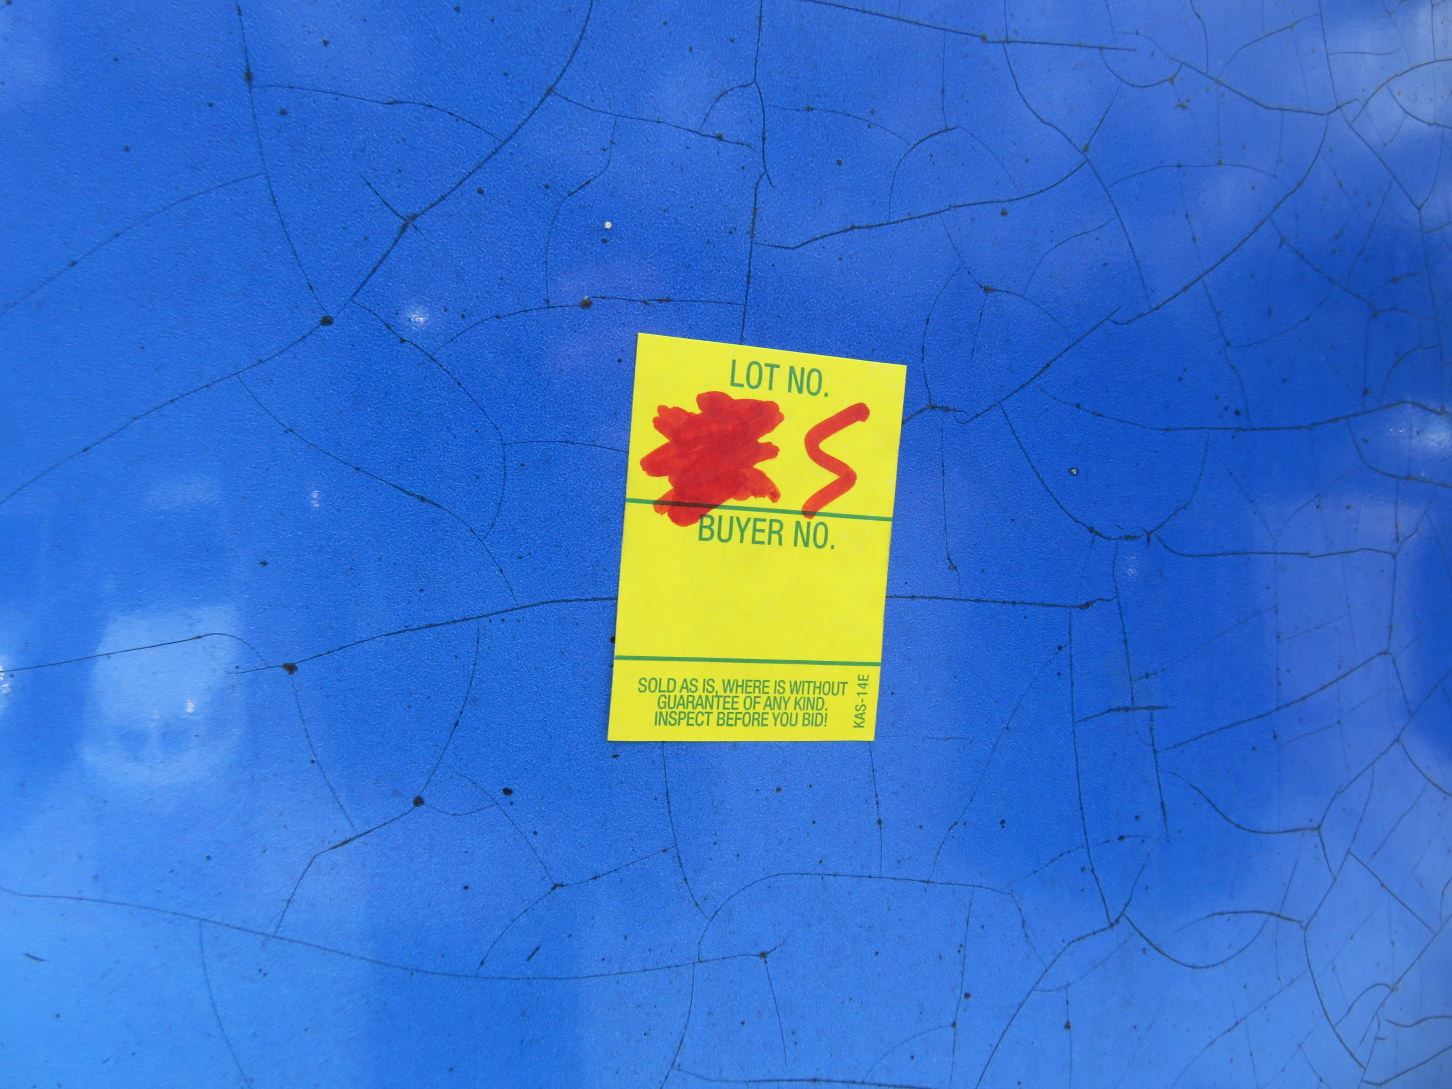 LOT NO.
S
BUYER NO.
SOLD AS IS, WHERE IS WITHOUT
GUARANTEE OF ANY KIND.
INSPECT BEFORE YOU BID!
KAS-14E